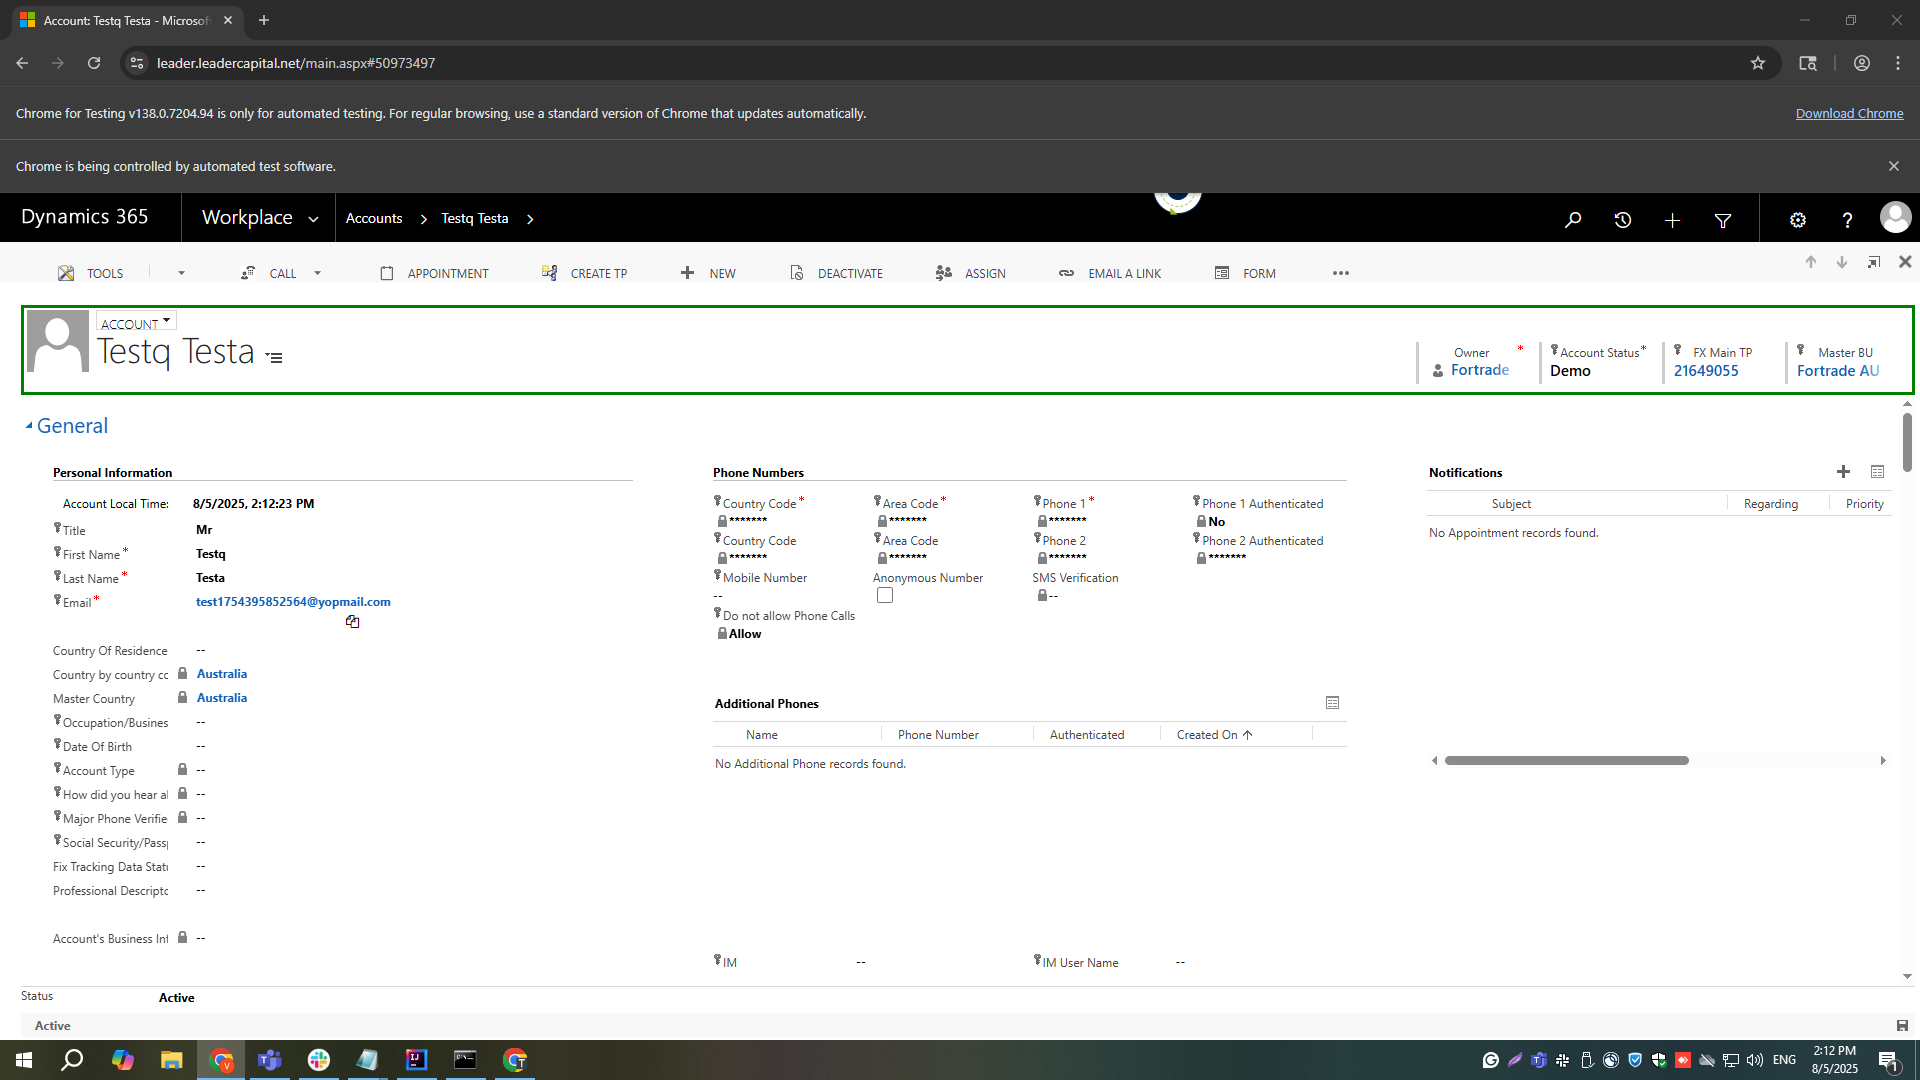 Account: Testq Testa - Microsof
leader.leadercapital.net/main.aspx#50973497
Chrome for Testing v138.0.7204.94 is only for automated testing. For regular browsing, use a standard version of Chrome that updates automatically.
Download Chrome
Chrome is being controlled by automated test software.
Dynamics 365
Workplace
Accounts
Testq Testa
TOOLS
CALL
APPOINTMENT
CREATE TP
NEW
DEACTIVATE
ASSIGN
EMAIL A LINK
FORM
ACCOUNT
Testq Testa
Owner *
Fortrade
Account Status *
Demo
FX Main TP
21649055
Master BU
Fortrade AU
General
Personal Information
Account Local Time:
8/5/2025, 2:12:23 PM
Title
Mr
First Name *
Testq
Last Name *
Testa
Email *
test1754395852564@yopmail.com
Country Of Residence
--
Country by country cc
Australia
Master Country
Australia
Occupation/Busines
--
Date Of Birth
--
Account Type
--
How did you hear al
--
Major Phone Verifie
--
Social Security/Pass
--
Fix Tracking Data Statu
--
Professional Descripto
--
Account's Business Int
--
Phone Numbers
Country Code *
Area Code *
Phone 1 *
Phone 1 Authenticated
*******
*******
*******
No
Country Code
Area Code
Phone 2
Phone 2 Authenticated
*******
*******
*******
*******
Mobile Number
Anonymous Number
SMS Verification
--
--
Do not allow Phone Calls
Allow
Additional Phones
Name
Phone Number
Authenticated
Created On
No Additional Phone records found.
IM
--
IM User Name
--
Notifications
Subject
Regarding
Priority
No Appointment records found.
Status
Active
Active
ENG
2:12 PM
8/5/2025
1